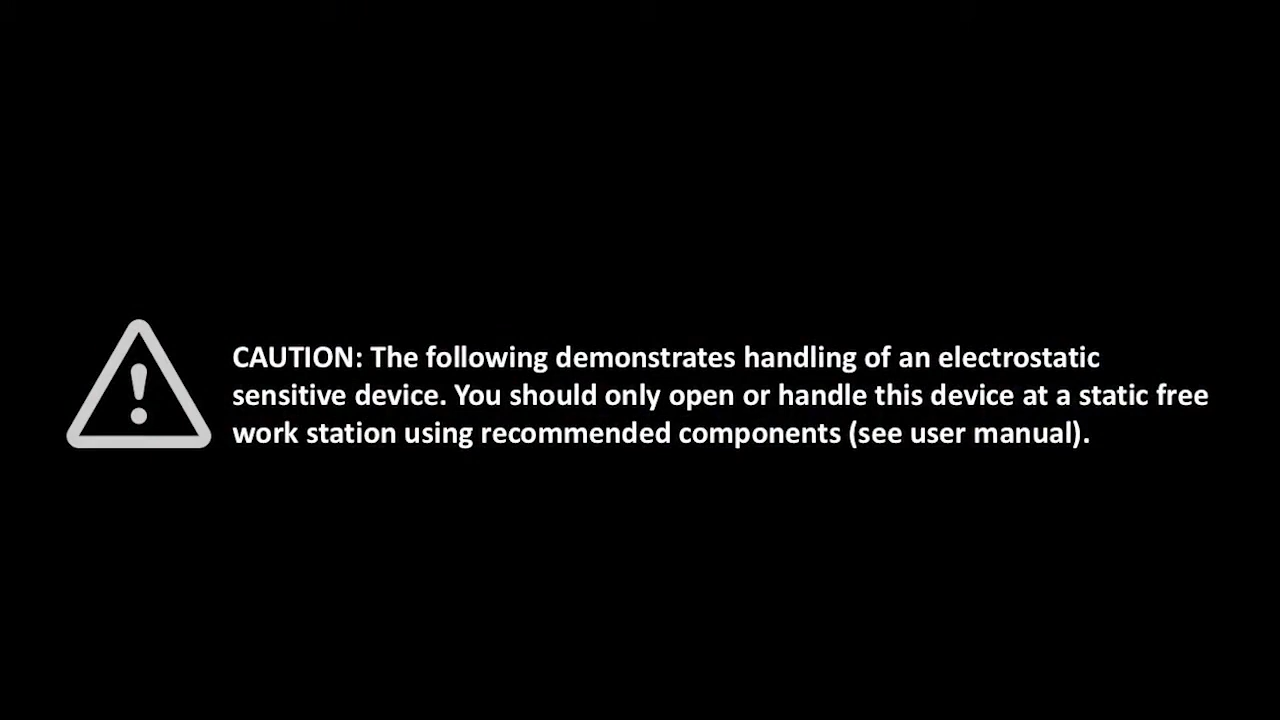 CAUTION: The following demonstrates handling of an electrostatic
sensitive device. You should only open or handle this device at a static free
work station using recommended components (see user manual).